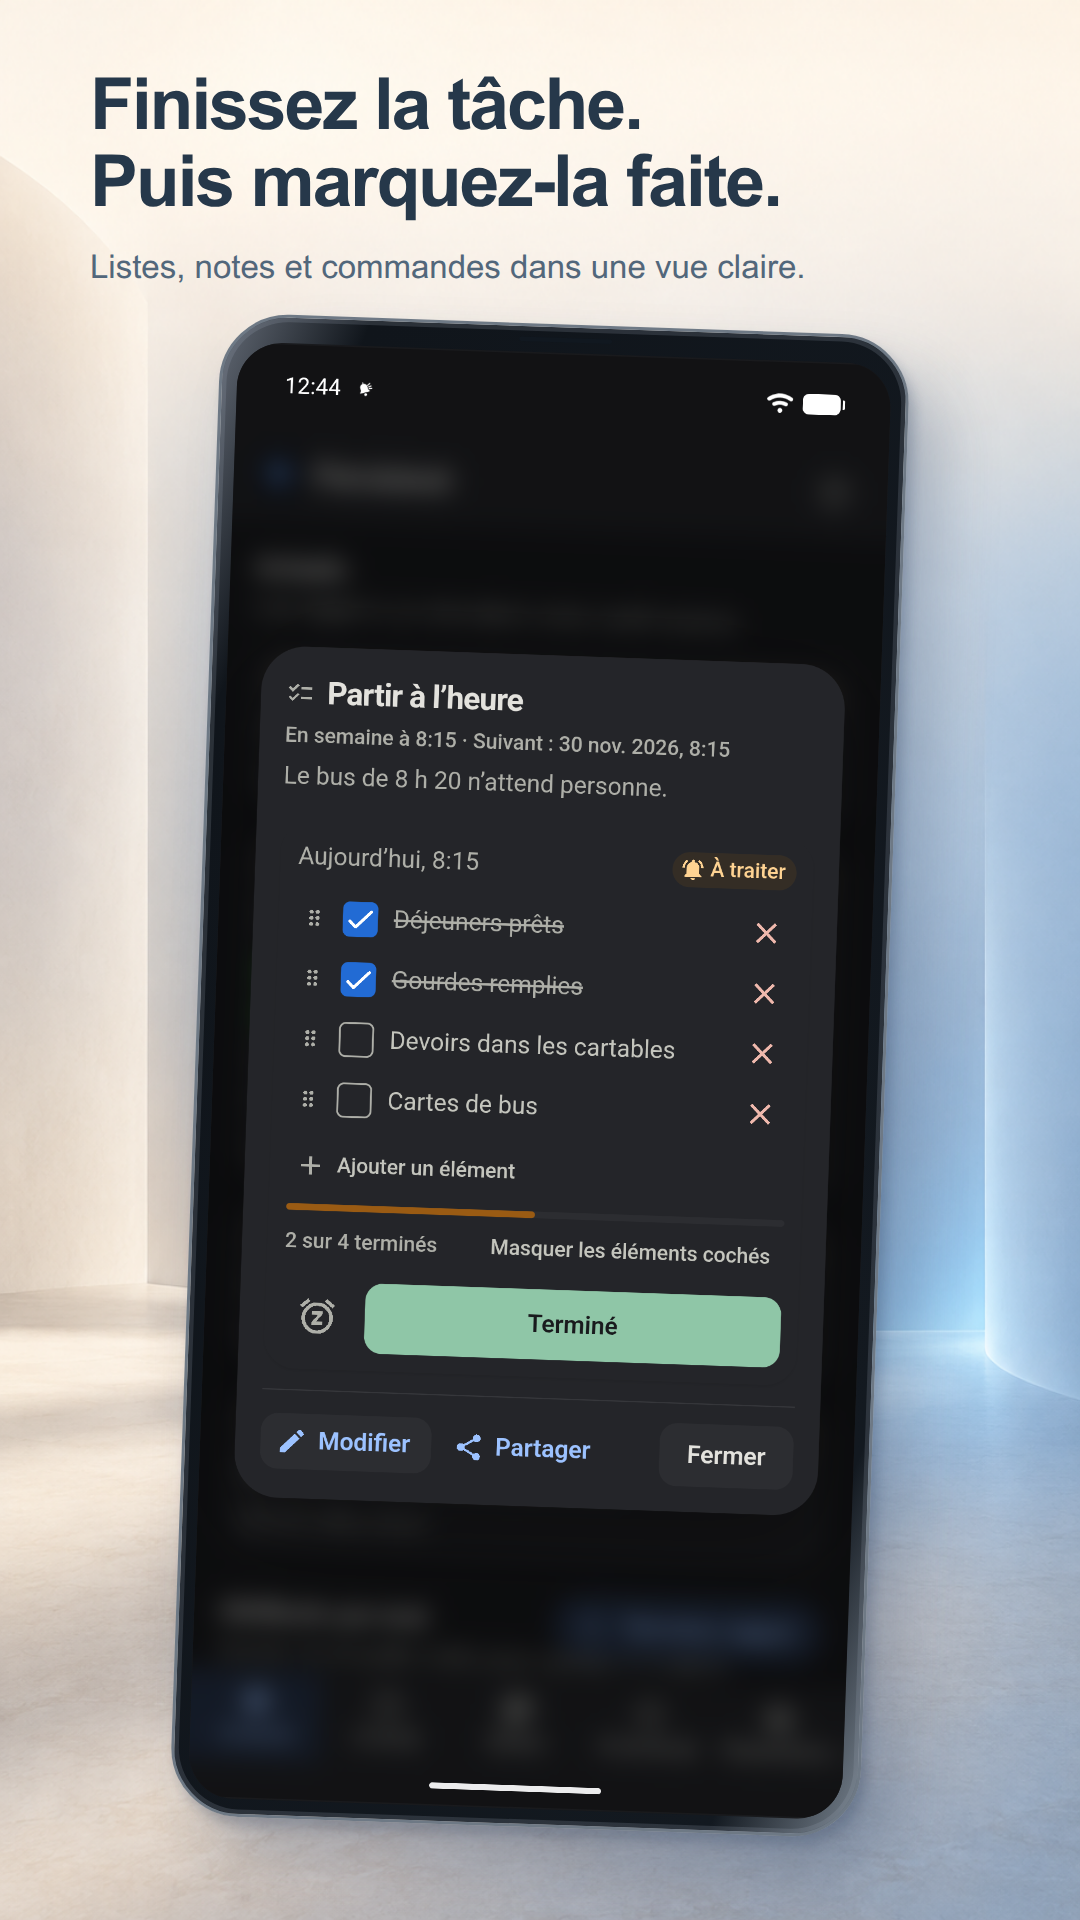 Finissez la tâche.
Puis marquez-la faite.
Listes, notes et commandes dans une vue claire.
12:44
Partir à l’heure
En semaine à 8:15 · Suivant : 30 nov. 2026, 8:15
Le bus de 8 h 20 n’attend personne.
Aujourd’hui, 8:15
À traiter
Déjeuners prêts
Gourdes remplies
Devoirs dans les cartables
Cartes de bus
Ajouter un élément
2 sur 4 terminés
Masquer les éléments cochés
Terminé
Modifier
Partager
Fermer